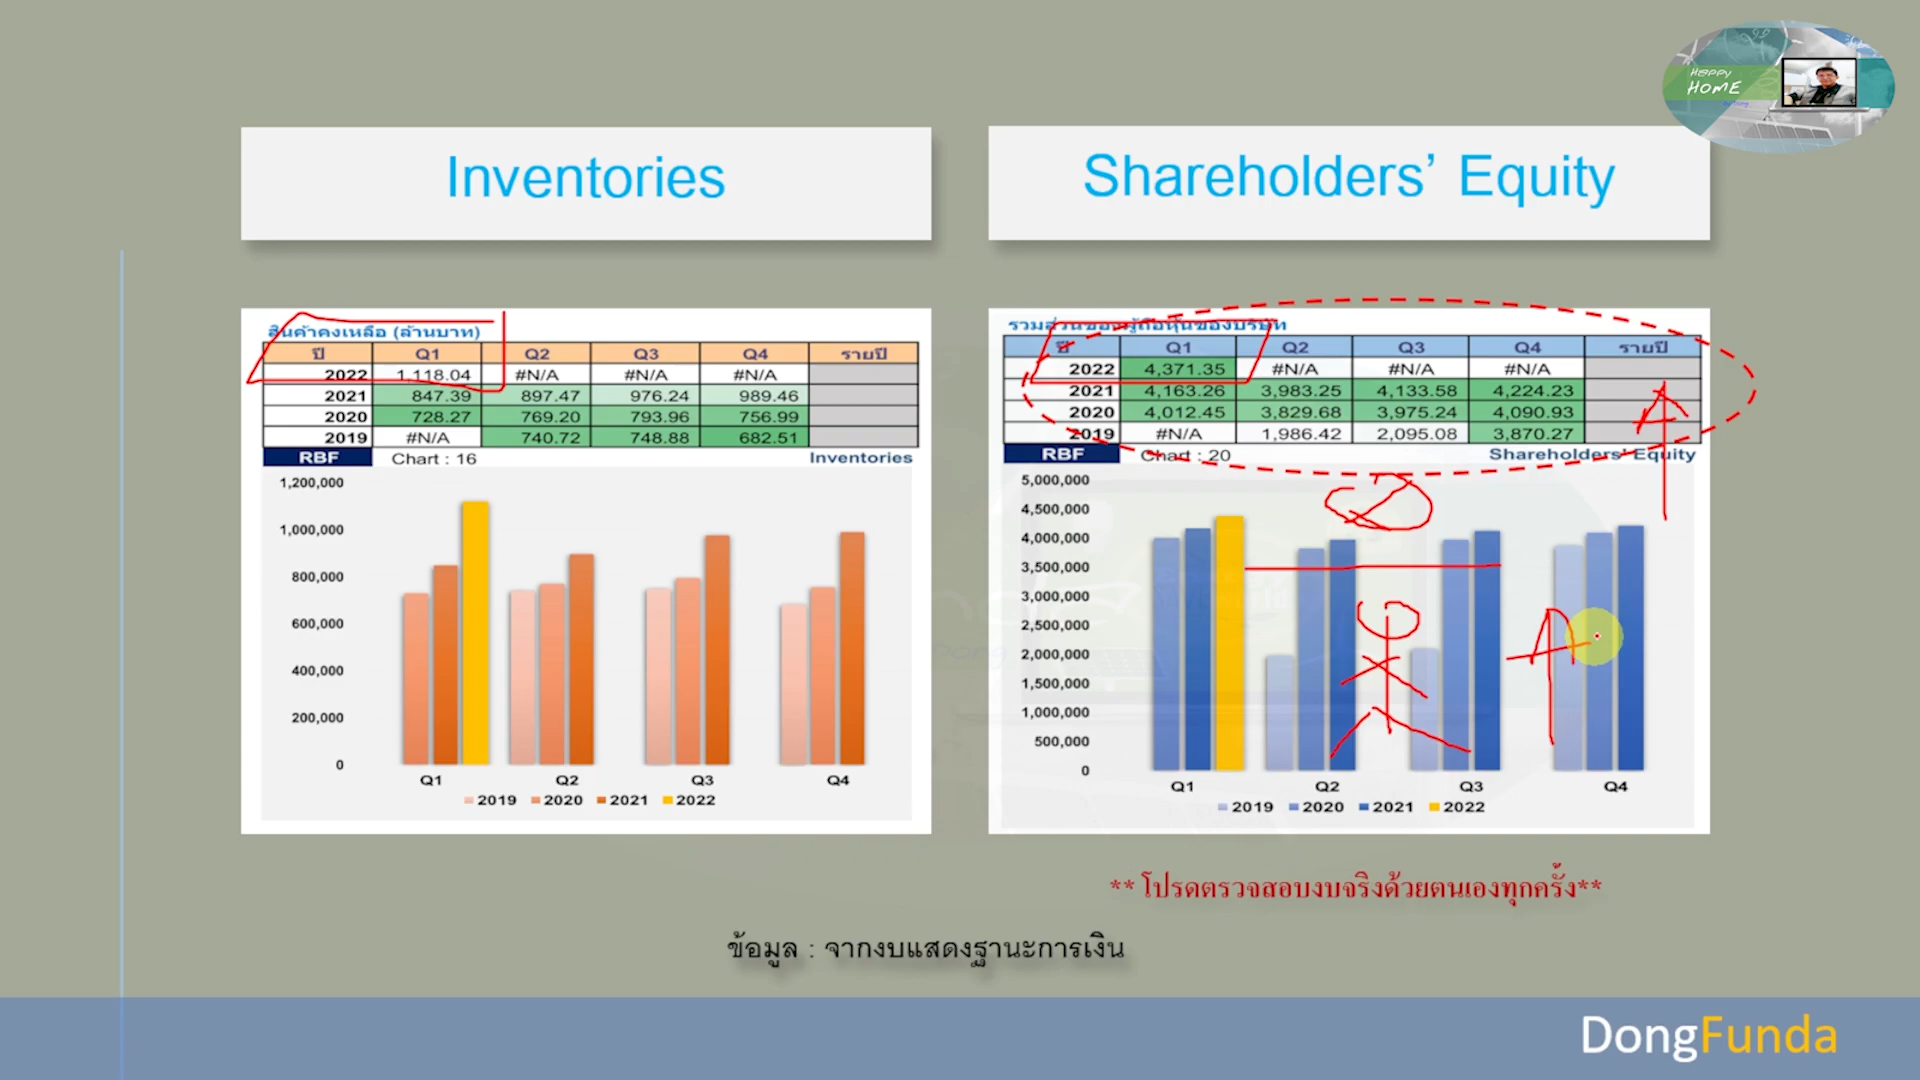 Happy
HOME
Inventories
Shareholders' Equity
สินค้าคงเหลือ (ล้านบาท)
ปี Q1 Q2 Q3 Q4 รายปี
2022 1,118.04 #N/A #N/A #N/A
2021 847.39 897.47 976.24 989.46
2020 728.27 769.20 793.96 756.99
2019 #N/A 740.72 748.88 682.51
RBF Chart : 16 Inventories
1,200,000
1,000,000
800,000
600,000
400,000
200,000
0
Q1 Q2 Q3 Q4
2019 2020 2021 2022
รวมส่วนของผู้ถือหุ้นของบริษัท
ปี Q1 Q2 Q3 Q4 รายปี
2022 4,371.35 #N/A #N/A #N/A
2021 4,163.26 3,983.25 4,133.58 4,224.23
2020 4,012.45 3,829.68 3,975.24 4,090.93
2019 #N/A 1,986.42 2,095.08 3,870.27
RBF Chart : 20 Shareholders' Equity
5,000,000
4,500,000
4,000,000
3,500,000
3,000,000
2,500,000
2,000,000
1,500,000
1,000,000
500,000
0
Q1 Q2 Q3 Q4
2019 2020 2021 2022
** โปรดตรวจสอบงบจริงด้วยตนเองทุกครั้ง**
ข้อมูล : จากงบแสดงฐานะการเงิน
DongFunda